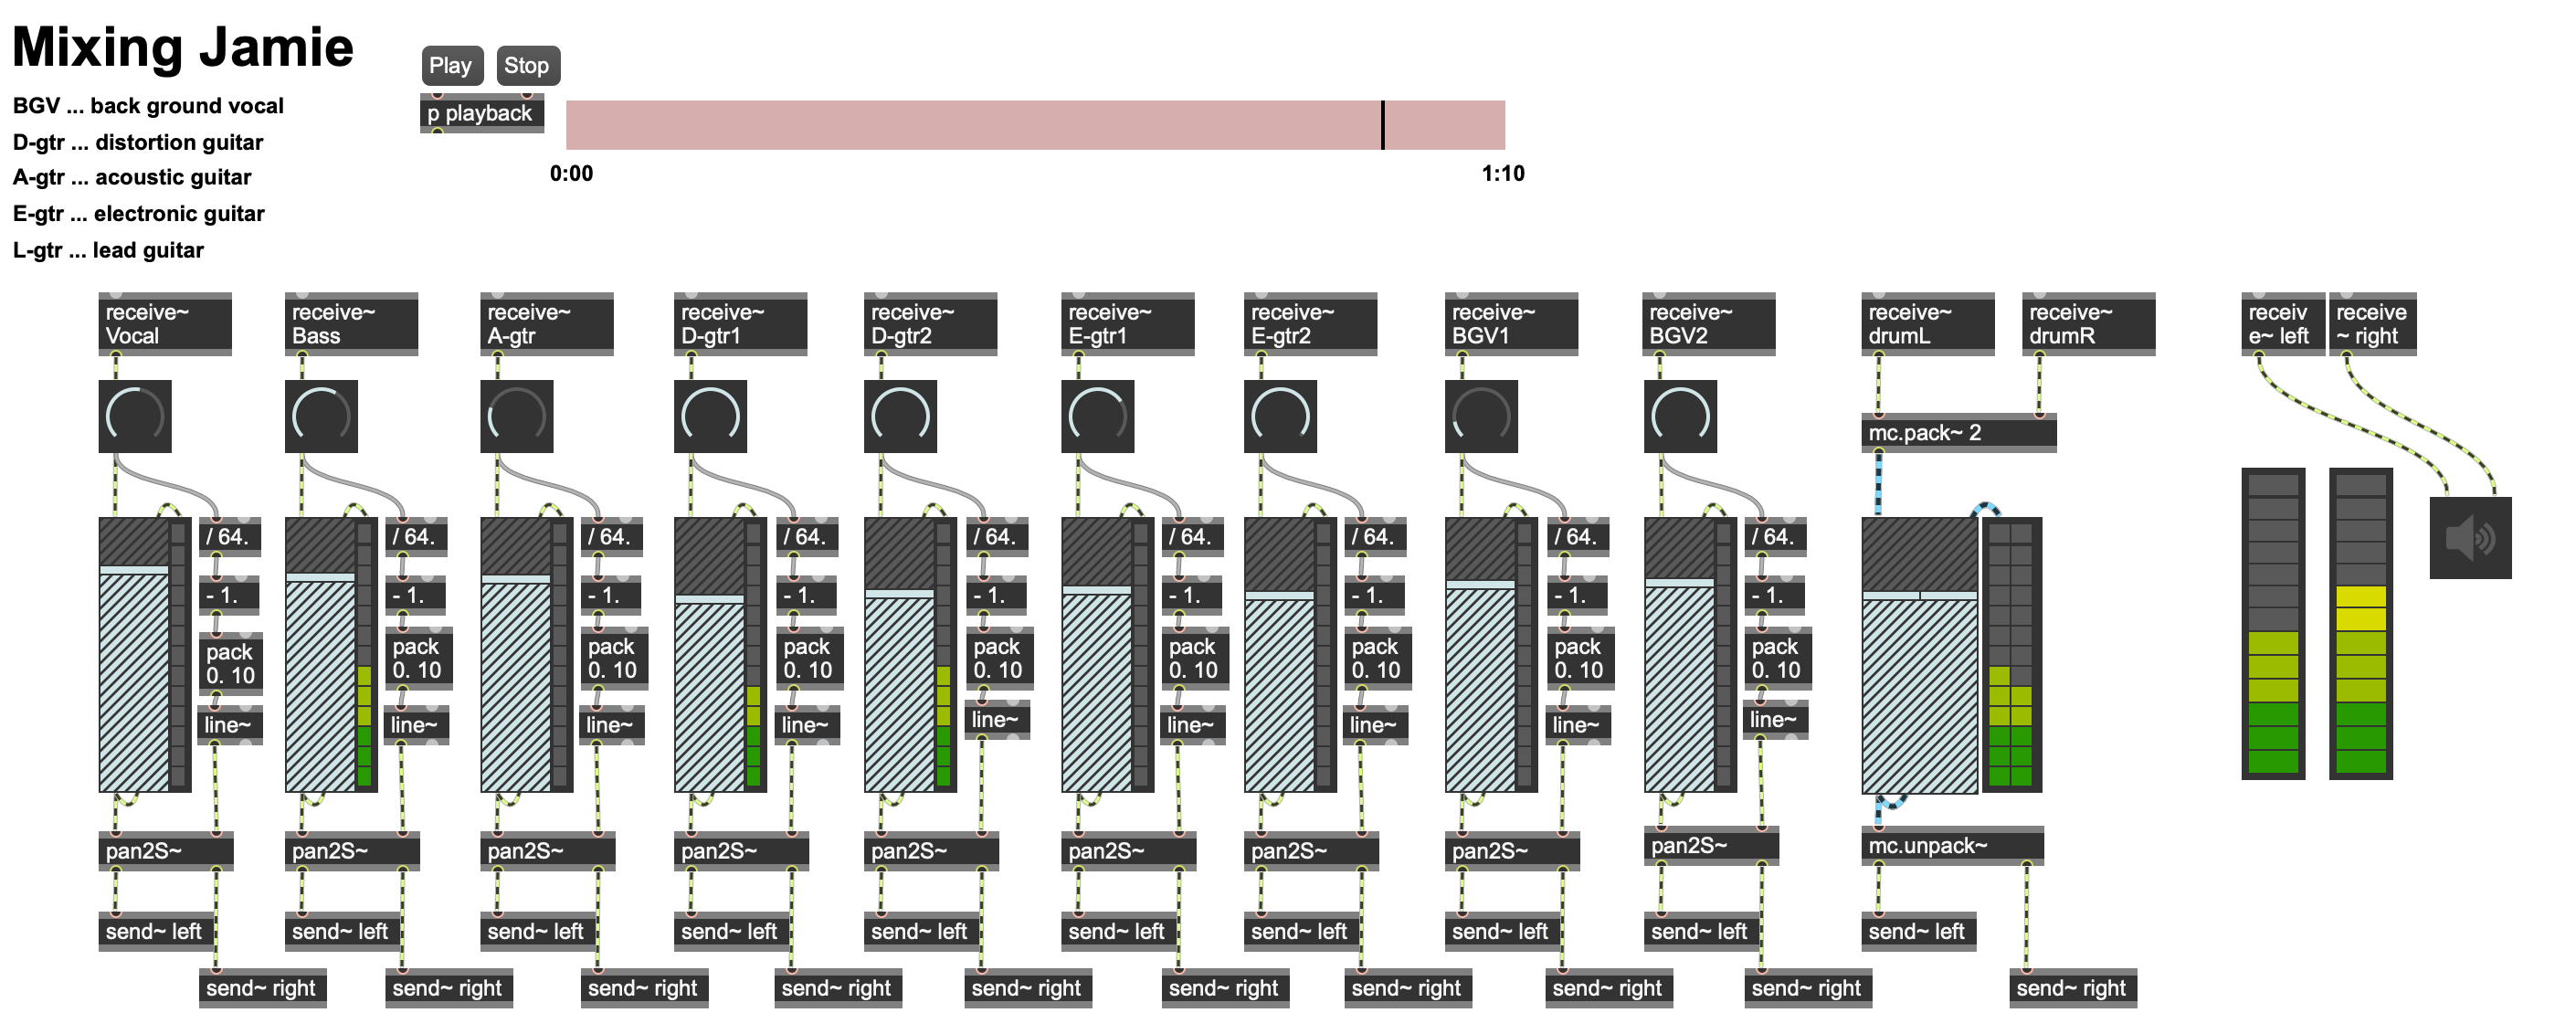 Mixing Jamie
BGV ... back ground vocal
D-gtr ... distortion guitar
A-gtr ... acoustic guitar
E-gtr ... electronic guitar
L-gtr ... lead guitar
Play
Stop
p playback
0:00
1:10
receive~
Vocal
receive~
Bass
receive~
A-gtr
receive~
D-gtr1
receive~
D-gtr2
receive~
E-gtr1
receive~
E-gtr2
receive~
BGV1
receive~
BGV2
receive~
drumL
receive~
drumR
receiv
e~ left
receive
~ right
mc.pack~ 2
/ 64.
/ 64.
/ 64.
/ 64.
/ 64.
/ 64.
/ 64.
/ 64.
/ 64.
- 1.
- 1.
- 1.
- 1.
- 1.
- 1.
- 1.
- 1.
- 1.
pack
0. 10
pack
0. 10
pack
0. 10
pack
0. 10
pack
0. 10
pack
0. 10
pack
0. 10
pack
0. 10
pack
0. 10
line~
line~
line~
line~
line~
line~
line~
line~
line~
pan2S~
pan2S~
pan2S~
pan2S~
pan2S~
pan2S~
pan2S~
pan2S~
pan2S~
mc.unpack~
send~ left
send~ left
send~ left
send~ left
send~ left
send~ left
send~ left
send~ left
send~ left
send~ left
send~ right
send~ right
send~ right
send~ right
send~ right
send~ right
send~ right
send~ right
send~ right
send~ right